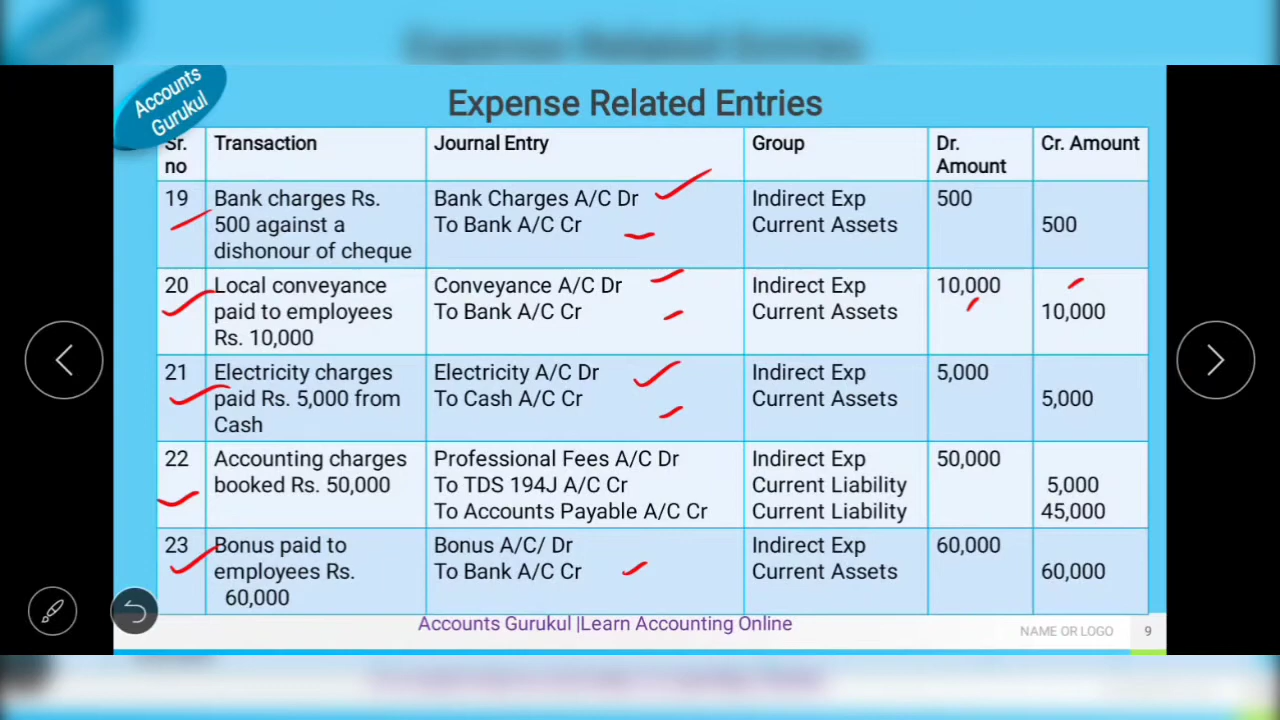 Accounts
Gurukul
Expense Related Entries
Sr. no | Transaction | Journal Entry | Group | Dr. Amount | Cr. Amount
19 | Bank charges Rs. | Bank Charges A/C Dr | Indirect Exp | 500
500 against a | To Bank A/C Cr | Current Assets | 500
dishonour of cheque
20 | Local conveyance | Conveyance A/C Dr | Indirect Exp | 10,000
paid to employees | To Bank A/C Cr | Current Assets | 10,000
Rs. 10,000
21 | Electricity charges | Electricity A/C Dr | Indirect Exp | 5,000
paid Rs. 5,000 from | To Cash A/C Cr | Current Assets | 5,000
Cash
22 | Accounting charges | Professional Fees A/C Dr | Indirect Exp | 50,000
booked Rs. 50,000 | To TDS 194J A/C Cr | Current Liability | 5,000
To Accounts Payable A/C Cr | Current Liability | 45,000
23 | Bonus paid to | Bonus A/C/ Dr | Indirect Exp | 60,000
employees Rs. | To Bank A/C Cr | Current Assets | 60,000
60,000
Accounts Gurukul |Learn Accounting Online
NAME OR LOGO
9